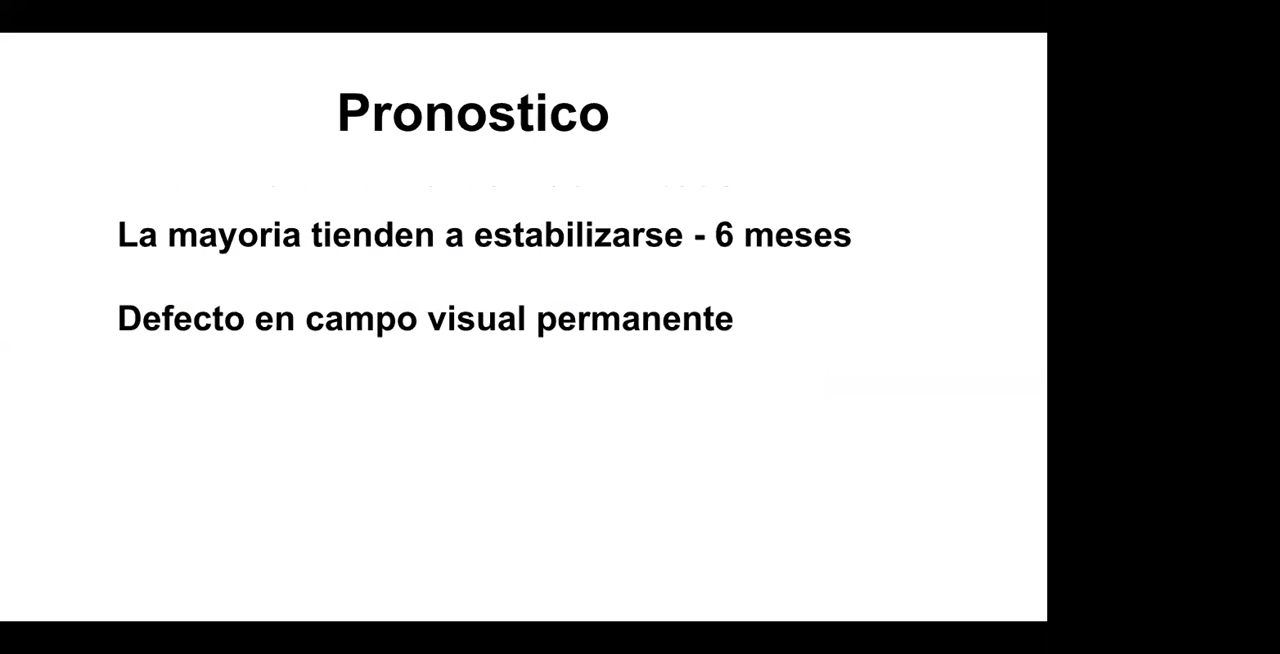 Pronostico
La mayoria tienden a estabilizarse - 6 meses
Defecto en campo visual permanente